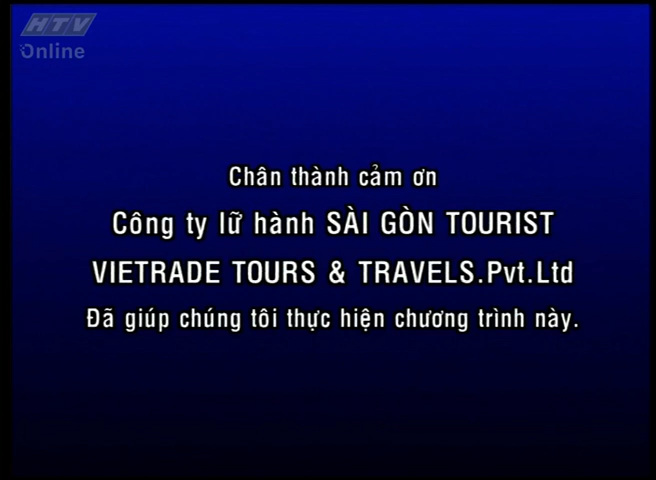 HTV
Online
Chân thành cảm ơn
Công ty lữ hành SÀI GÒN TOURIST
VIETRADE TOURS & TRAVELS.Pvt.Ltd
Đã giúp chúng tôi thực hiện chương trình này.